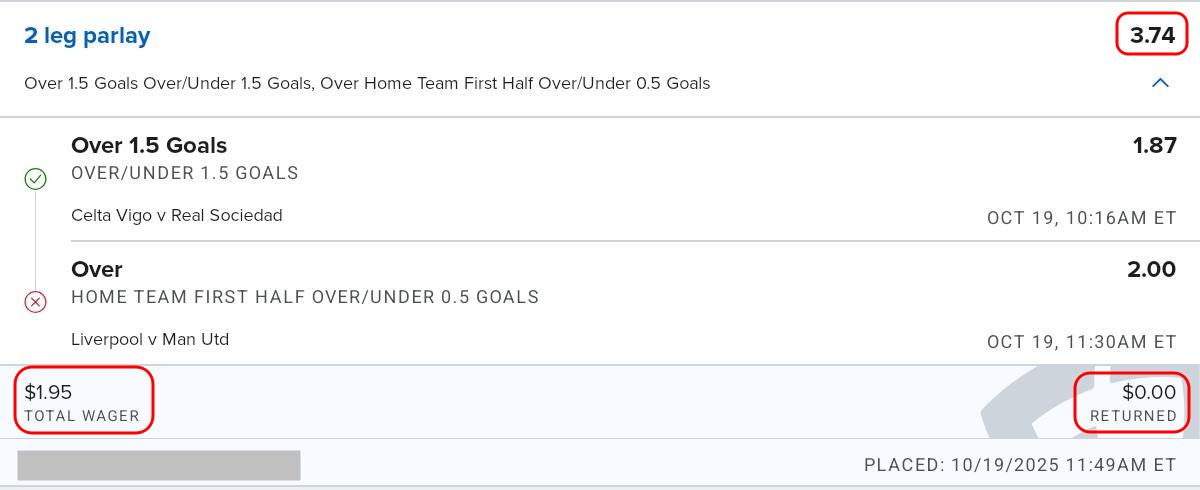 2 leg parlay 3.74
Over 1.5 Goals Over/Under 1.5 Goals, Over Home Team First Half Over/Under 0.5 Goals
Over 1.5 Goals 1.87
OVER/UNDER 1.5 GOALS
Celta Vigo v Real Sociedad OCT 19, 10:16AM ET
Over 2.00
HOME TEAM FIRST HALF OVER/UNDER 0.5 GOALS
Liverpool v Man Utd OCT 19, 11:30AM ET
$1.95 $0.00
TOTAL WAGER RETURNED
PLACED: 10/19/2025 11:49AM ET